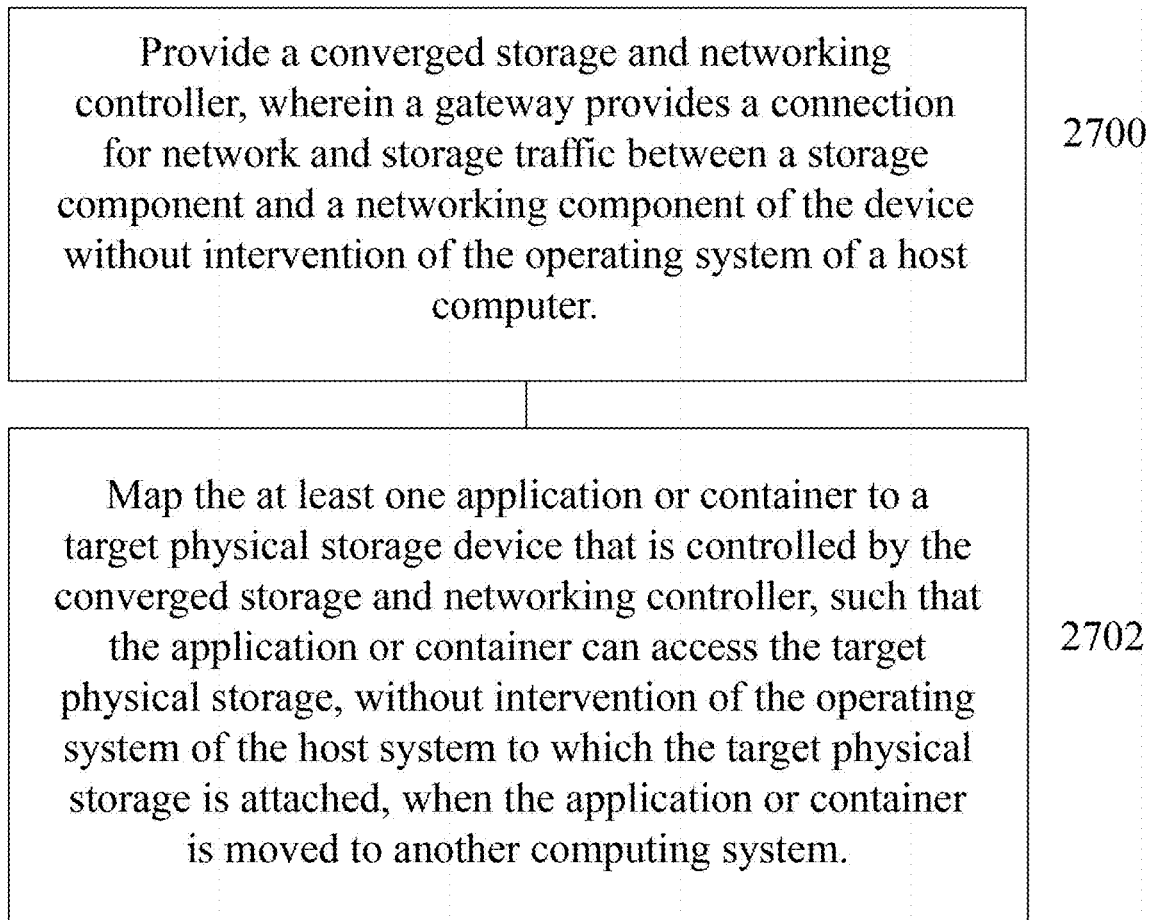 Provide a converged storage and networking
controller, wherein a gateway provides a connection
for network and storage traffic between a storage
component and a networking component of the device
without intervention of the operating system of a host
computer.
2700
Map the at least one application or container to a
target physical storage device that is controlled by the
converged storage and networking controller, such that
the application or container can access the target
physical storage, without intervention of the operating
system of the host system to which the target physical
storage is attached, when the application or container
is moved to another computing system.
2702